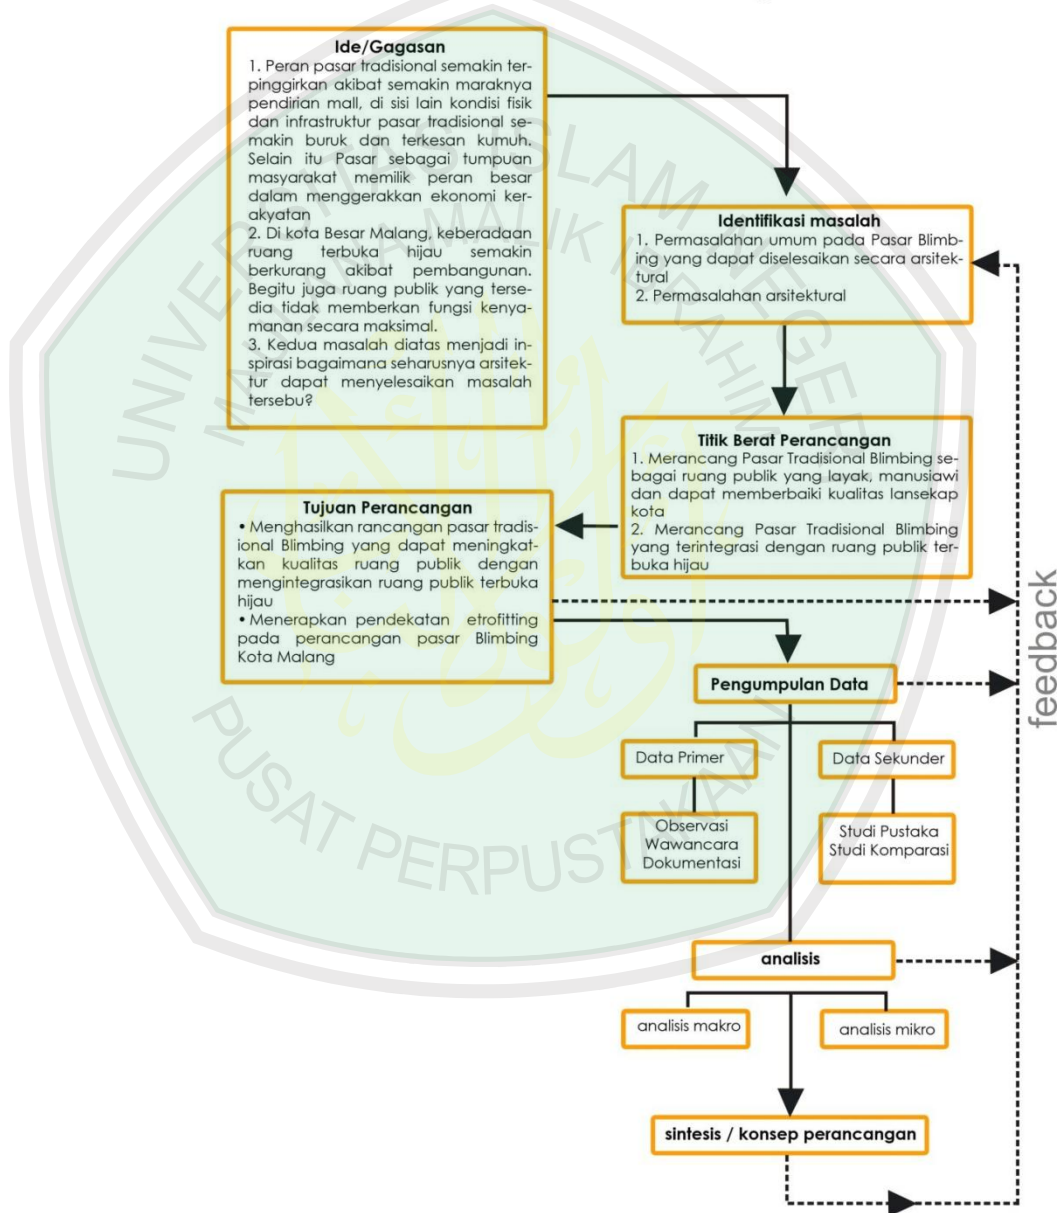 Ide/Gagasan
1. Peran pasar tradisional semakin ter-
pinggirkan akibat semakin maraknya
pendirian mall, di sisi lain kondisi fisik
dan infrastruktur pasar tradisional se-
makin buruk dan terkesan kumuh.
Selain itu Pasar sebagai tumpuan
masyarakat memilik peran besar
dalam menggerakkan ekonomi ker-
akyatan
2. Di kota Besar Malang, keberadaan
ruang terbuka hijau semakin
berkurang akibat pembangunan.
Begitu juga ruang publik yang terse-
dia tidak memberkan fungsi kenya-
manan secara maksimal.
3. Kedua masalah diatas menjadi in-
spirasi bagaimana seharusnya arsitek-
tur dapat menyelesaikan masalah
tersebu?
Identifikasi masalah
1. Permasalahan umum pada Pasar Blimb-
ing yang dapat diselesaikan secara arsitek-
tural
2. Permasalahan arsitektural
Titik Berat Perancangan
1. Merancang Pasar Tradisional Blimbing se-
bagai ruang publik yang layak, manusiawi
dan dapat memberbaiki kualitas lansekap
kota
2. Merancang Pasar Tradisional Blimbing
yang terintegrasi dengan ruang publik ter-
buka hijau
Tujuan Perancangan
• Menghasilkan rancangan pasar tradis-
ional Blimbing yang dapat meningkat-
kan kualitas ruang publik dengan
mengintegrasikan ruang publik terbuka
hijau
• Menerapkan pendekatan etrofitting
pada perancangan pasar Blimbing
Kota Malang
Pengumpulan Data
Data Primer
Data Sekunder
Observasi
Wawancara
Dokumentasi
Studi Pustaka
Studi Komparasi
analisis
analisis makro
analisis mikro
sintesis / konsep perancangan
feedback
UNIVERSITAS ISLAM NEGERI
MAULANA MALIK IBRAHIM
PUSAT PERPUSTAKAAN